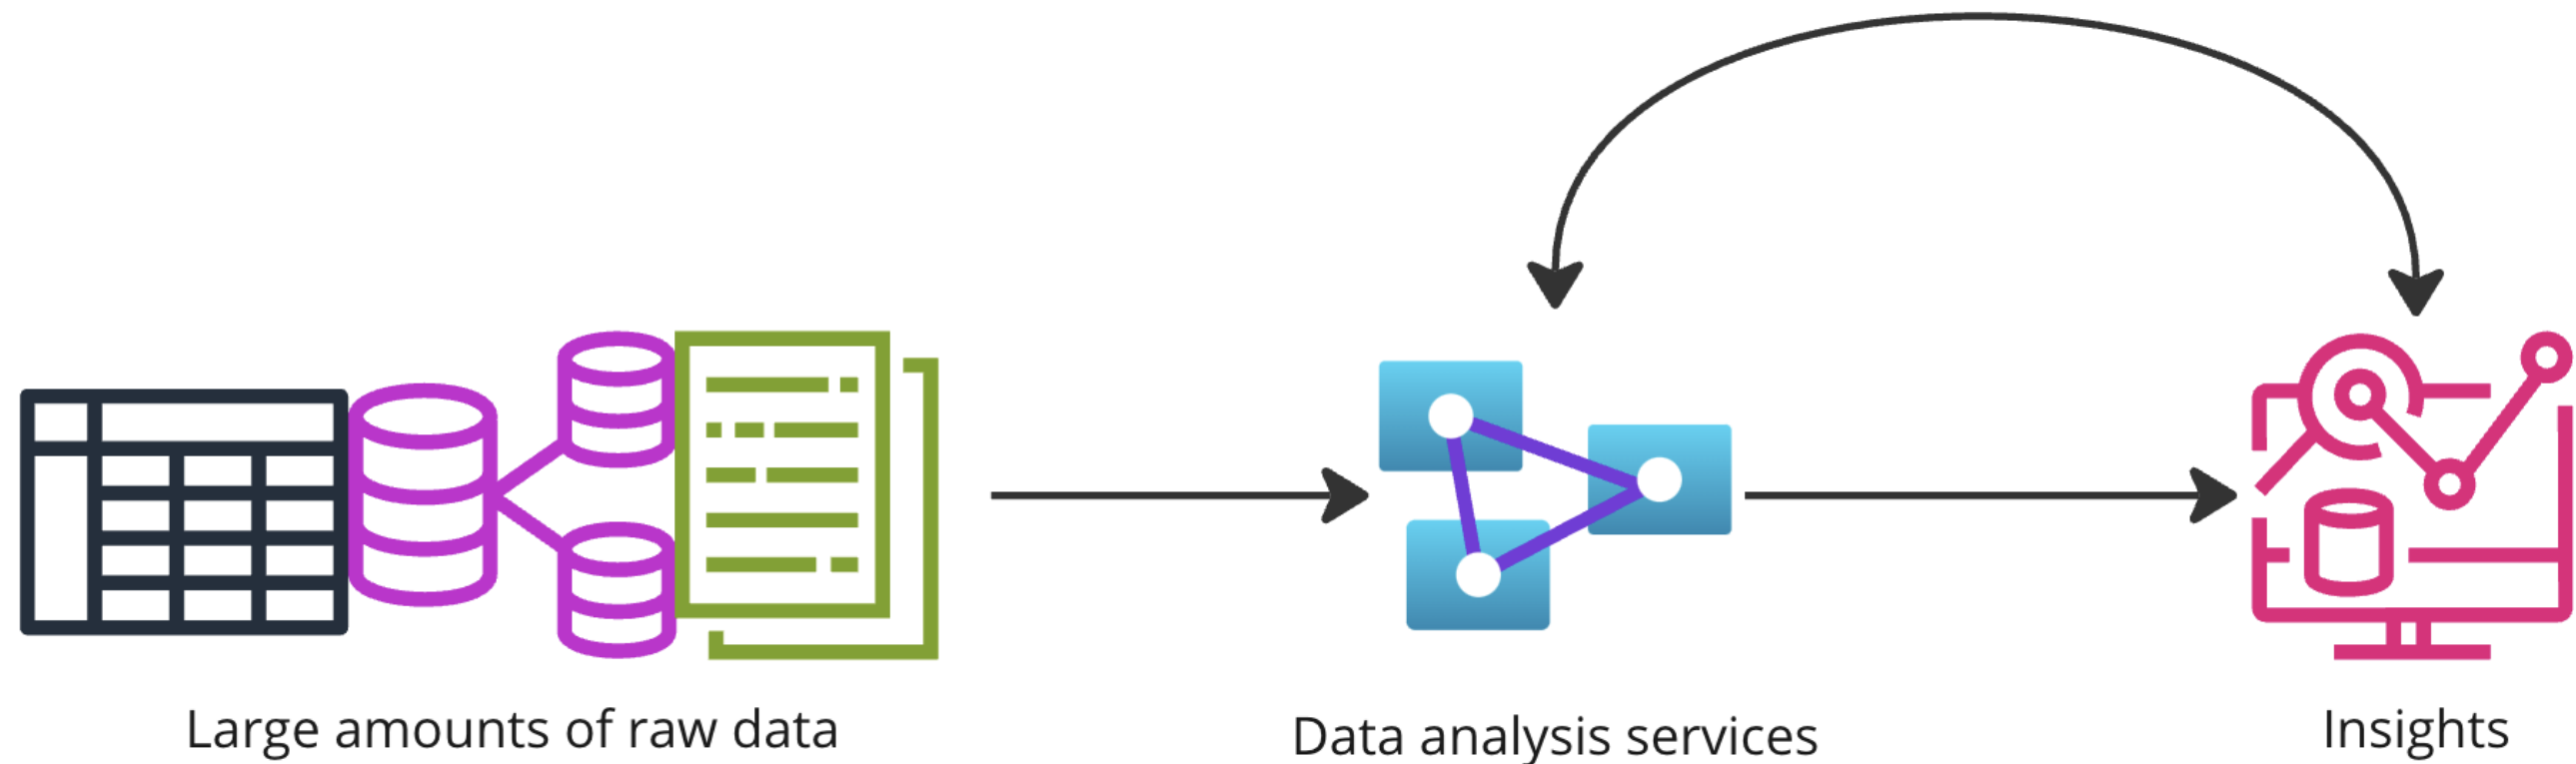 Large amounts of raw data
Data analysis services
Insights